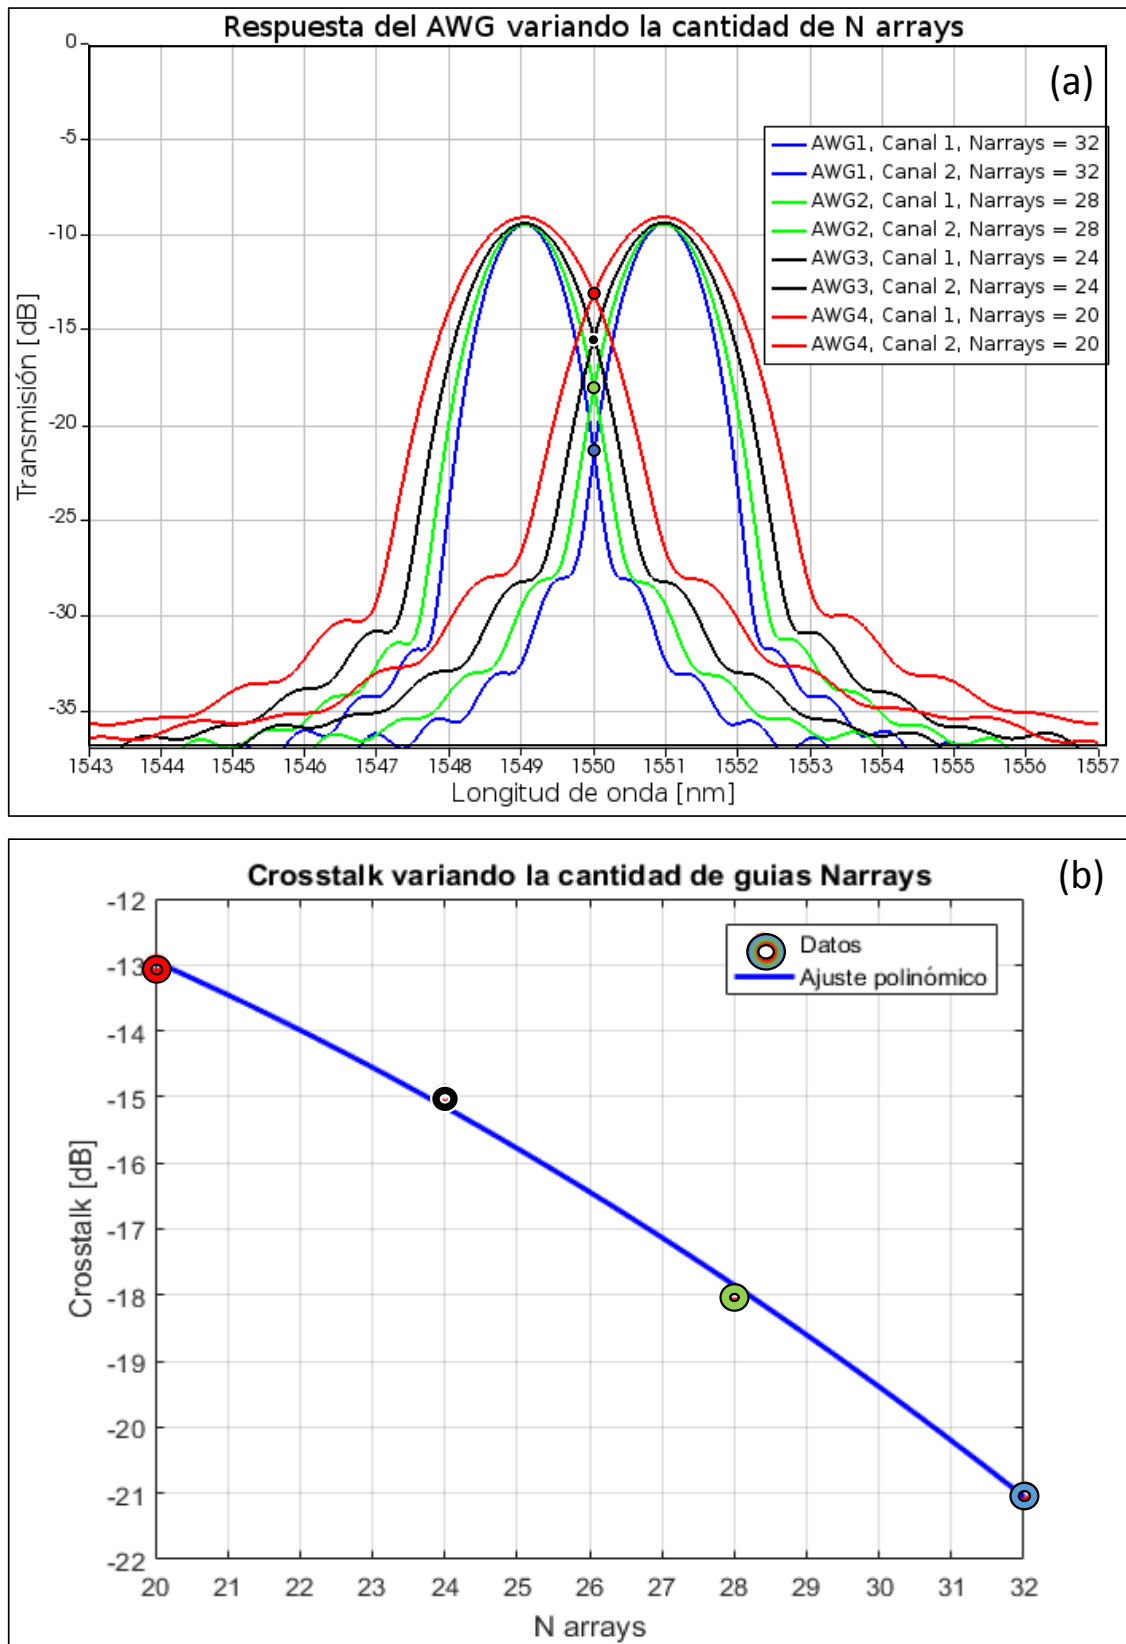 Respuesta del AWG variando la cantidad de N arrays
(a)
0
-5
-10
-15
-20
-25
-30
-35
Transmisión [dB]
AWG1, Canal 1, Narrays = 32
AWG1, Canal 2, Narrays = 32
AWG2, Canal 1, Narrays = 28
AWG2, Canal 2, Narrays = 28
AWG3, Canal 1, Narrays = 24
AWG3, Canal 2, Narrays = 24
AWG4, Canal 1, Narrays = 20
AWG4, Canal 2, Narrays = 20
1543 1544 1545 1546 1547 1548 1549 1550 1551 1552 1553 1554 1555 1556 1557
Longitud de onda [nm]
Crosstalk variando la cantidad de guias Narrays
(b)
-12
-13
-14
-15
-16
-17
-18
-19
-20
-21
-22
Crosstalk [dB]
Datos
Ajuste polinómico
20 21 22 23 24 25 26 27 28 29 30 31 32
N arrays